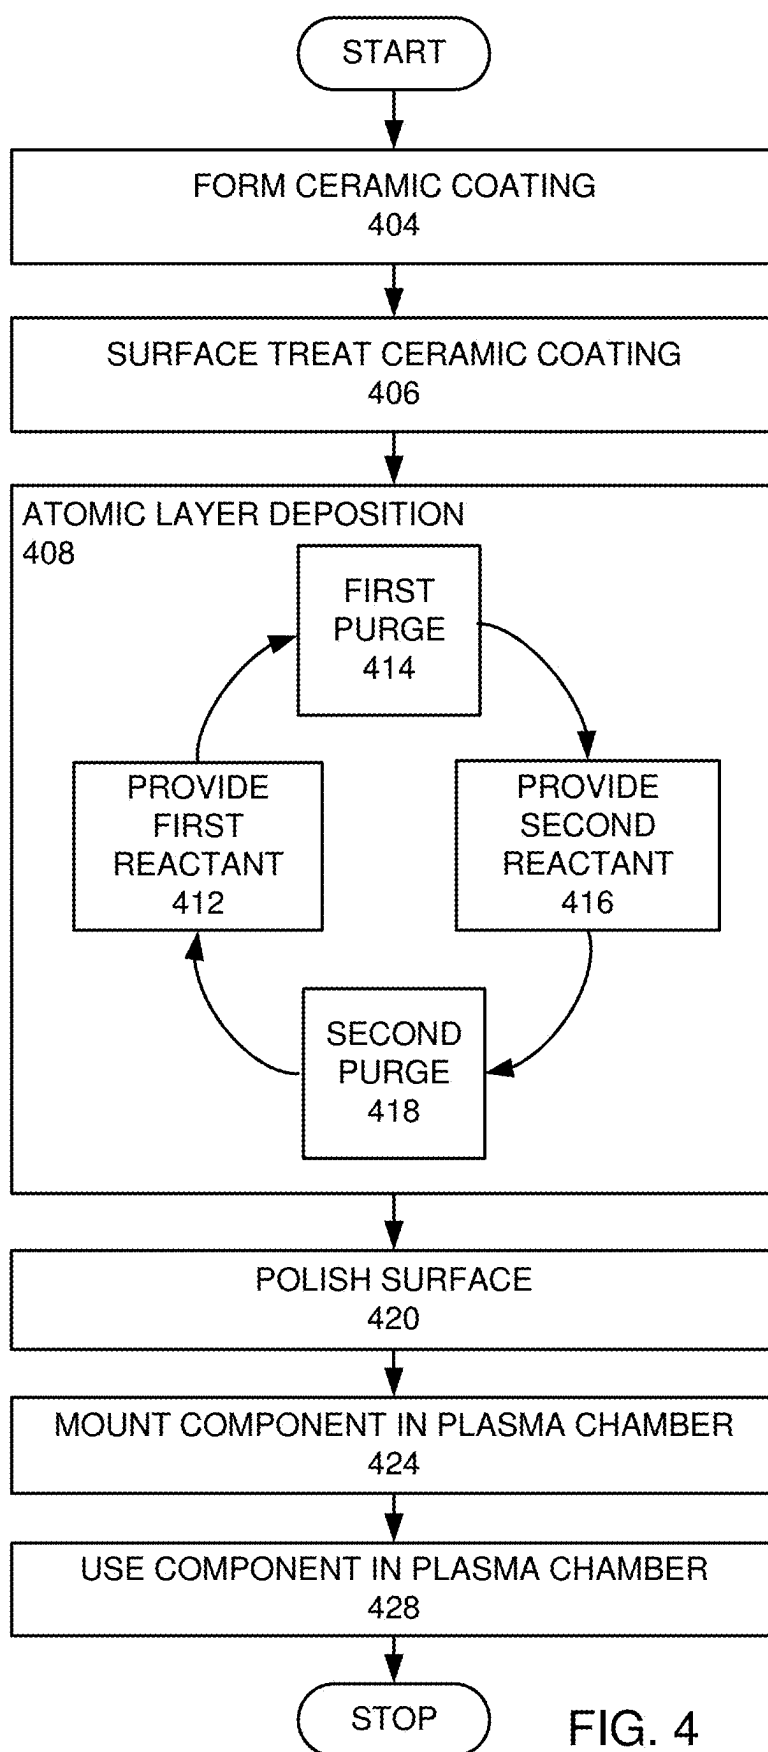 START
FORM CERAMIC COATING
404
SURFACE TREAT CERAMIC COATING
406
ATOMIC LAYER DEPOSITION
408
FIRST
PURGE
414
PROVIDE
FIRST
REACTANT
412
PROVIDE
SECOND
REACTANT
416
SECOND
PURGE
418
POLISH SURFACE
420
MOUNT COMPONENT IN PLASMA CHAMBER
424
USE COMPONENT IN PLASMA CHAMBER
428
STOP
FIG. 4